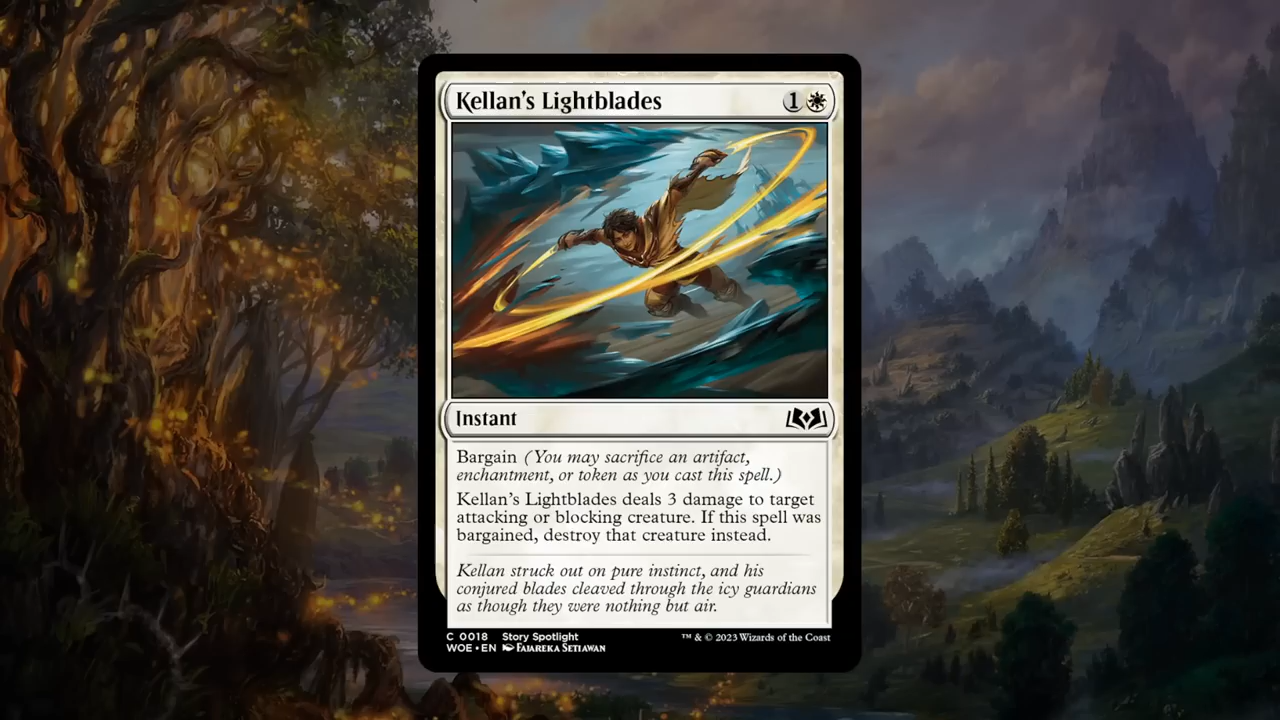 Kellan's Lightblades 1
Instant
Bargain (You may sacrifice an artifact,
enchantment, or token as you cast this spell.)
Kellan's Lightblades deals 3 damage to target
attacking or blocking creature. If this spell was
bargained, destroy that creature instead.
Kellan struck out on pure instinct, and his
conjured blades cleaved through the icy guardians
as though they were nothing but air.
C 0018 Story Spotlight ™ & © 2023 Wizards of the Coast
WOE • EN Fajareka Setiawan